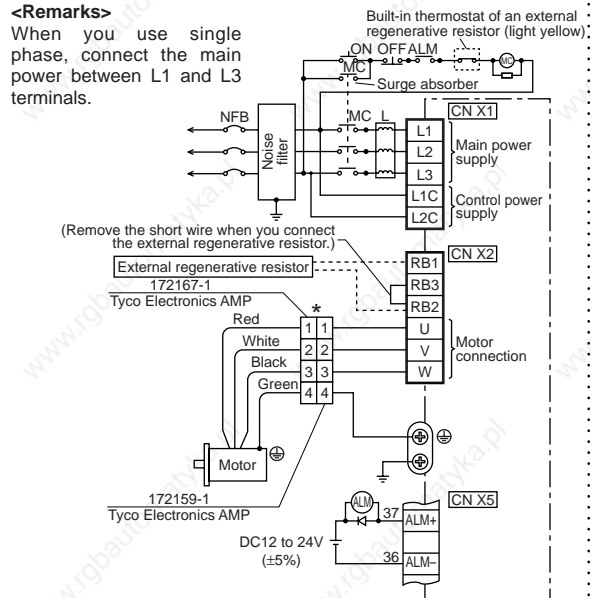 <Remarks>
When you use single
phase, connect the main
power between L1 and L3
terminals.
Built-in thermostat of an external
regenerative resistor (light yellow)
ON OFF ALM
MC
MC
Surge absorber
NFB
Noise
filter
MC L
CN X1
L1
L2
L3
L1C
L2C
Main power
supply
Control power
supply
(Remove the short wire when you connect
the external regenerative resistor.)
CN X2
External regenerative resistor
RB1
RB3
RB2
U
V
W
Motor
connection
172167-1
Tyco Electronics AMP
*
Red
White
Black
Green
1 1
2 2
3 3
4 4
Motor
172159-1
Tyco Electronics AMP
CN X5
ALM
37
ALM+
DC12 to 24V
(±5%)
36
ALM–
www.rgbautomatyka.pl